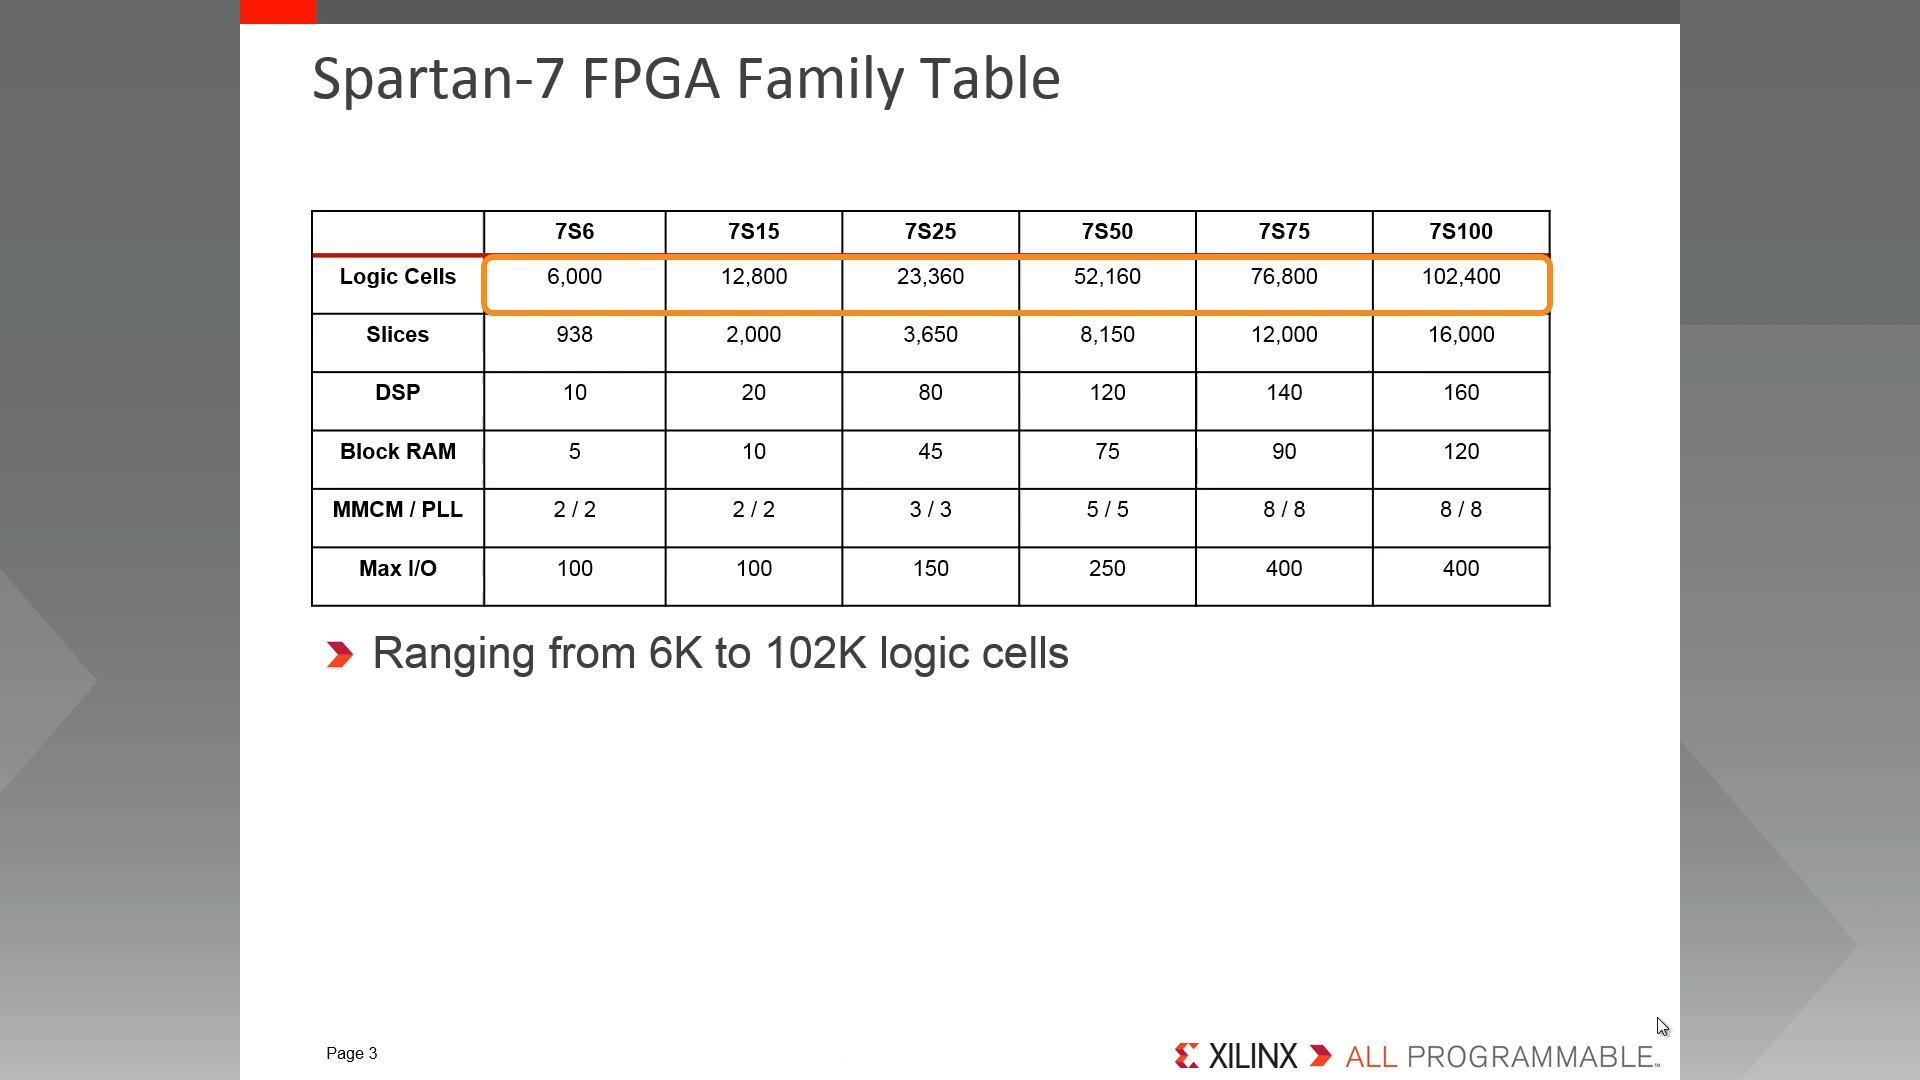 Spartan-7 FPGA Family Table
7S6 7S15 7S25 7S50 7S75 7S100
Logic Cells 6,000 12,800 23,360 52,160 76,800 102,400
Slices 938 2,000 3,650 8,150 12,000 16,000
DSP 10 20 80 120 140 160
Block RAM 5 10 45 75 90 120
MMCM / PLL 2 / 2 2 / 2 3 / 3 5 / 5 8 / 8 8 / 8
Max I/O 100 100 150 250 400 400
Ranging from 6K to 102K logic cells
Page 3
XILINX ALL PROGRAMMABLE™